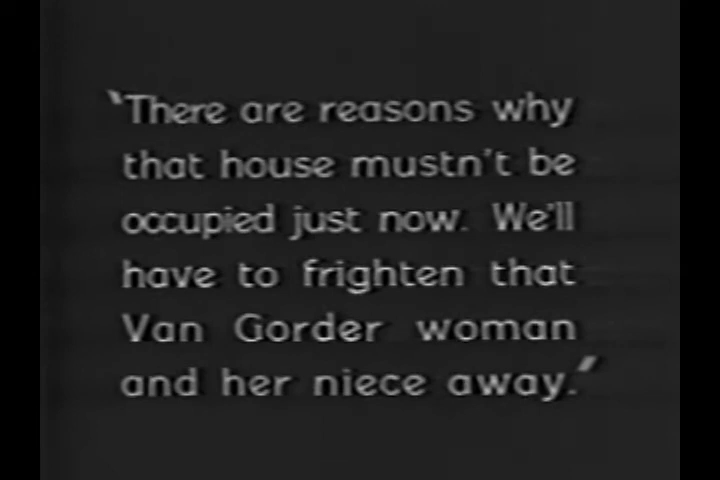 "There are reasons why
that house mustn't be
occupied just now. We'll
have to frighten that
Van Gorder woman
and her niece away."